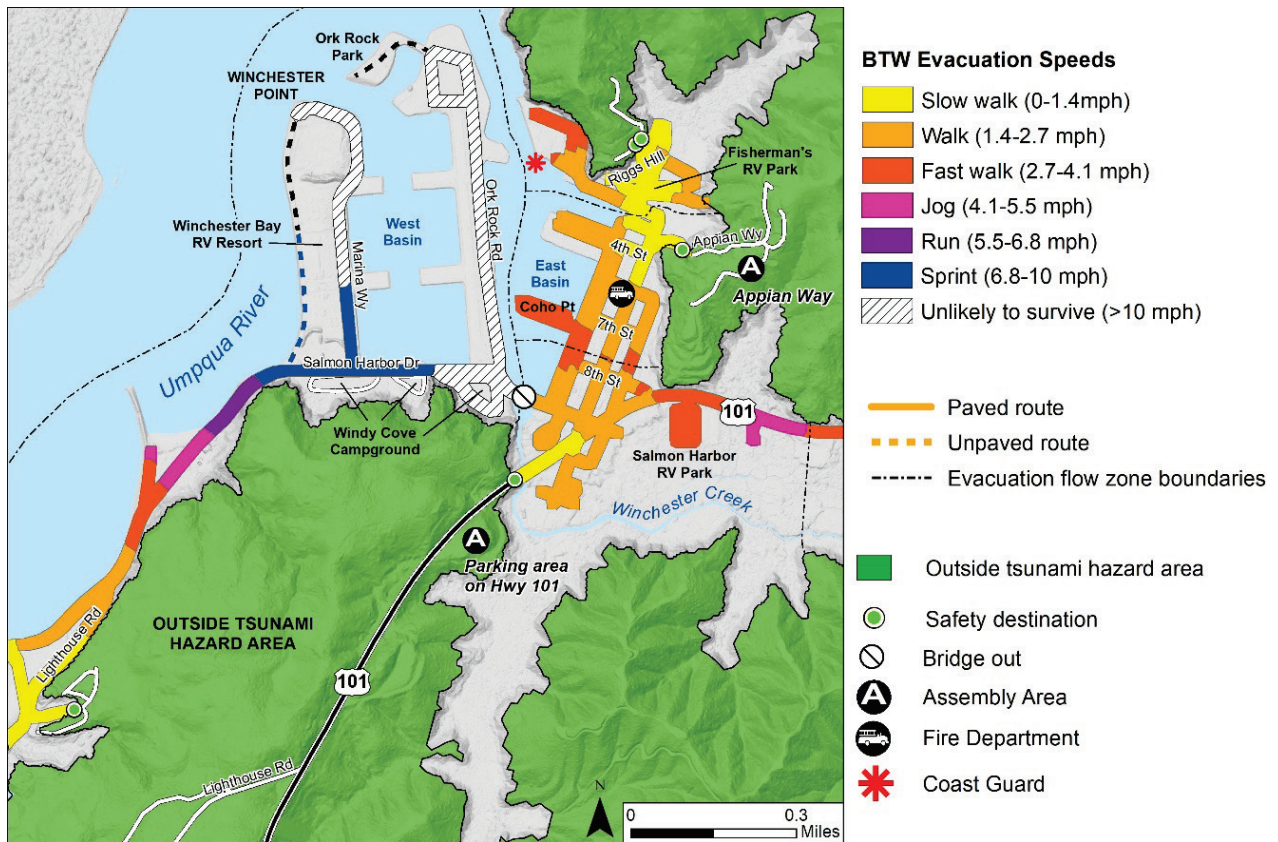 Ork Rock
Park
WINCHESTER
POINT
Winchester Bay
RV Resort
West
Basin
Marina Wy
Ork Rock Rd
Umpqua River
Salmon Harbor Dr
Windy Cove
Campground
East
Basin
Coho Pt
Riggs Hill
Fisherman's
RV Park
4th St
Appian Wy
A
Appian Way
7th St
8th St
101
Salmon Harbor
RV Park
Winchester Creek
A
Parking area
on Hwy 101
OUTSIDE TSUNAMI
HAZARD AREA
Lighthouse Rd
101
Lighthouse Rd
N
0
0.3
Miles
BTW Evacuation Speeds
Slow walk (0-1.4mph)
Walk (1.4-2.7 mph)
Fast walk (2.7-4.1 mph)
Jog (4.1-5.5 mph)
Run (5.5-6.8 mph)
Sprint (6.8-10 mph)
Unlikely to survive (>10 mph)
Paved route
Unpaved route
Evacuation flow zone boundaries
Outside tsunami hazard area
Safety destination
Bridge out
A
Assembly Area
Fire Department
Coast Guard